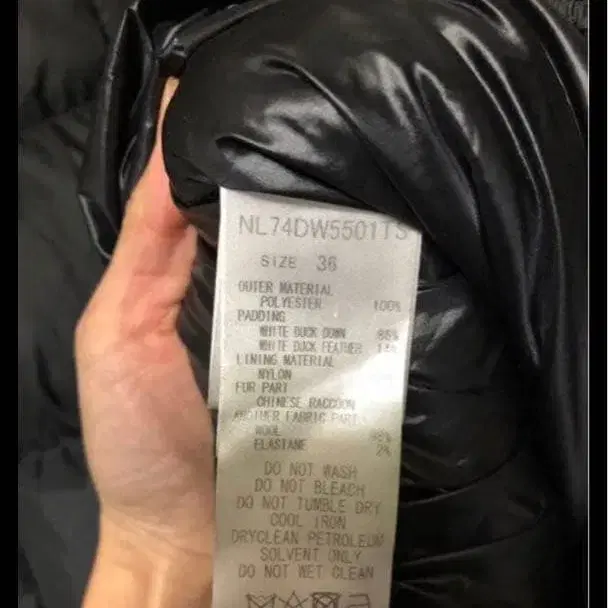 NL74DW5501TS
SIZE 36
OUTER MATERIAL
POLYESTER 100%
PADDING
WHITE DUCK DOWN 86%
WHITE DUCK FEATHER 14%
LINING MATERIAL
NYLON
FUR PART
CHINESE RACCOON
ANOTHER FABRIC PART
WOOL 98%
ELASTANE 2%
DO NOT WASH
DO NOT BLEACH
DO NOT TUMBLE DRY
COOL IRON
DRYCLEAN PETROLEUM
SOLVENT ONLY
DO NOT WET CLEAN